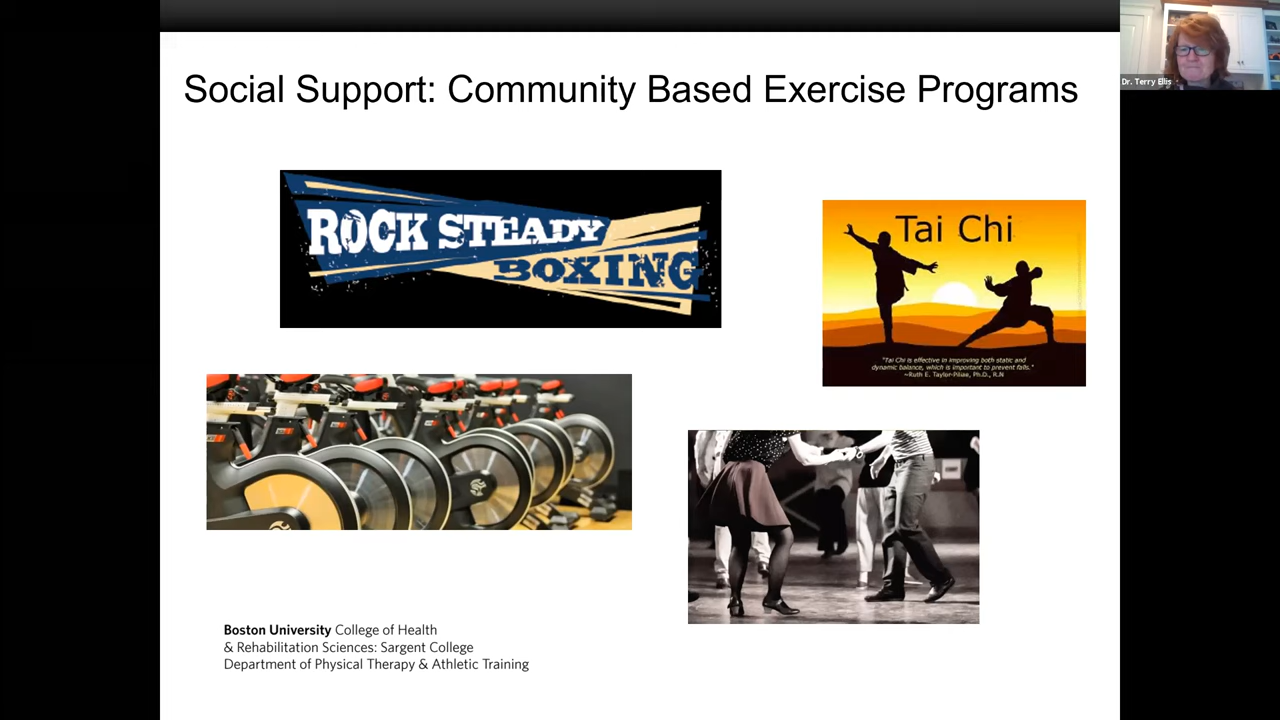 Social Support: Community Based Exercise Programs
Dr. Terry Ellis
ROCK STEADY
BOXING
Tai Chi
"Tai Chi is effective in improving both static and
dynamic balance, which is important to prevent falls."
~Ruth E. Taylor-Piliae, Ph.D., R.N
Boston University College of Health
& Rehabilitation Sciences: Sargent College
Department of Physical Therapy & Athletic Training